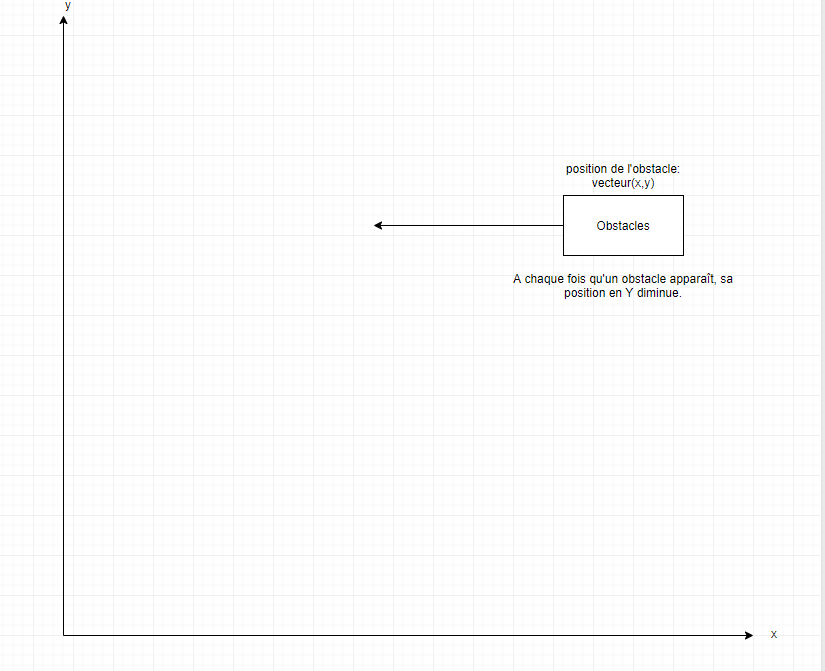 y
position de l'obstacle:
vecteur(x,y)
Obstacles
A chaque fois qu'un obstacle apparaît, sa
position en Y diminue.
x